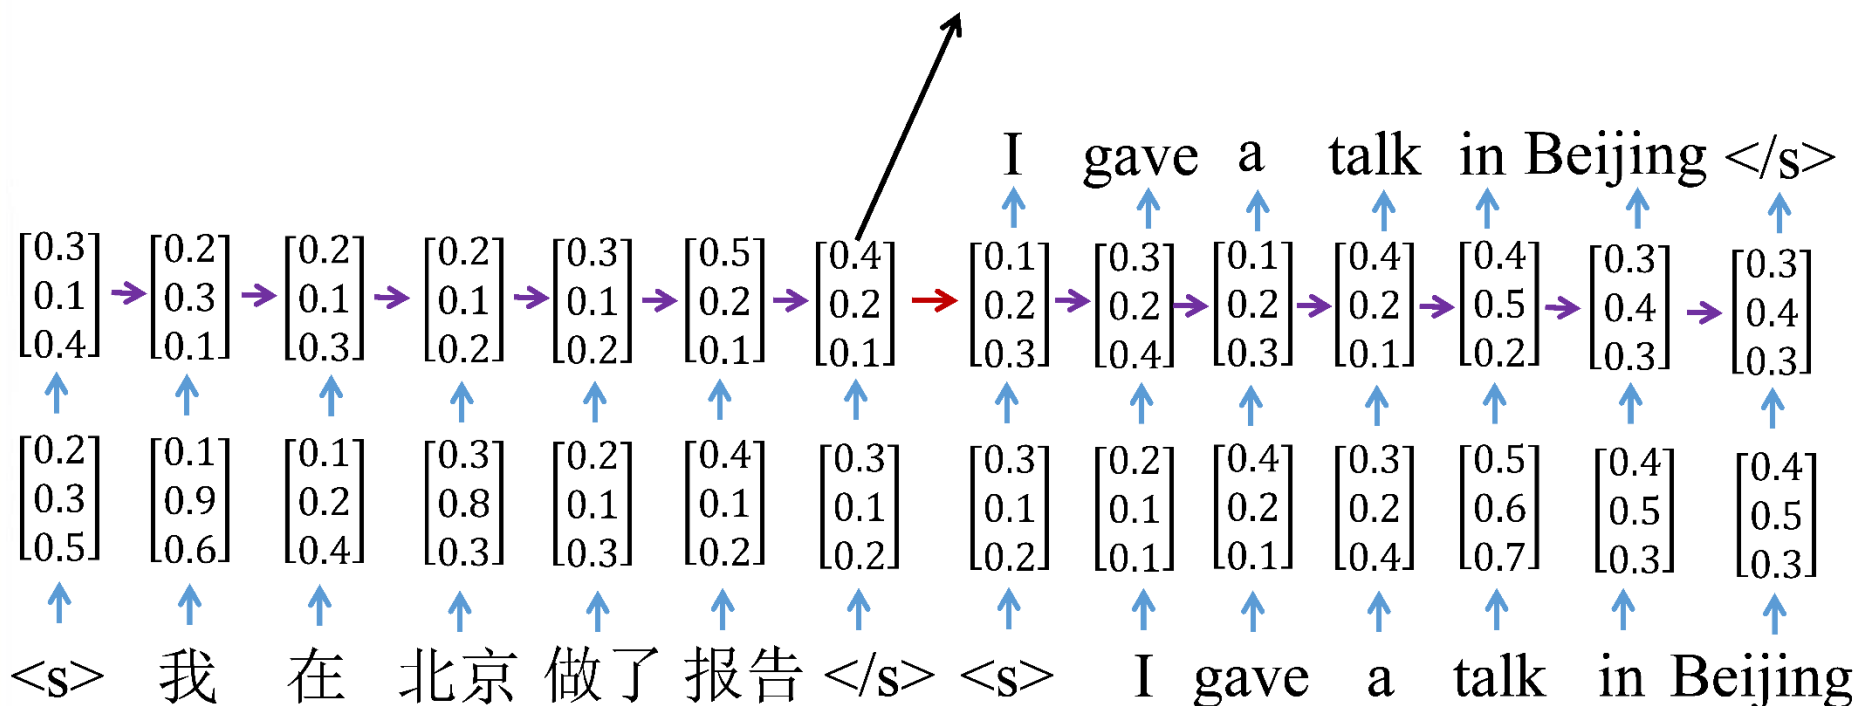 I gave a talk in Beijing </s>
[0.3 0.1 0.4] [0.2 0.3 0.1] [0.2 0.1 0.3] [0.2 0.1 0.2] [0.3 0.1 0.2] [0.5 0.2 0.1] [0.4 0.2 0.1] [0.1 0.2 0.3] [0.3 0.2 0.4] [0.1 0.2 0.3] [0.4 0.2 0.1] [0.4 0.5 0.2] [0.3 0.4 0.3] [0.3 0.4 0.3]
[0.2 0.3 0.5] [0.1 0.9 0.6] [0.1 0.2 0.4] [0.3 0.8 0.3] [0.2 0.1 0.3] [0.4 0.1 0.2] [0.3 0.1 0.2] [0.3 0.1 0.2] [0.2 0.1 0.1] [0.4 0.2 0.1] [0.3 0.2 0.4] [0.5 0.6 0.7] [0.4 0.5 0.3] [0.4 0.5 0.3]
<s> 我 在 北京 做了 报告 </s> <s> I gave a talk in Beijing